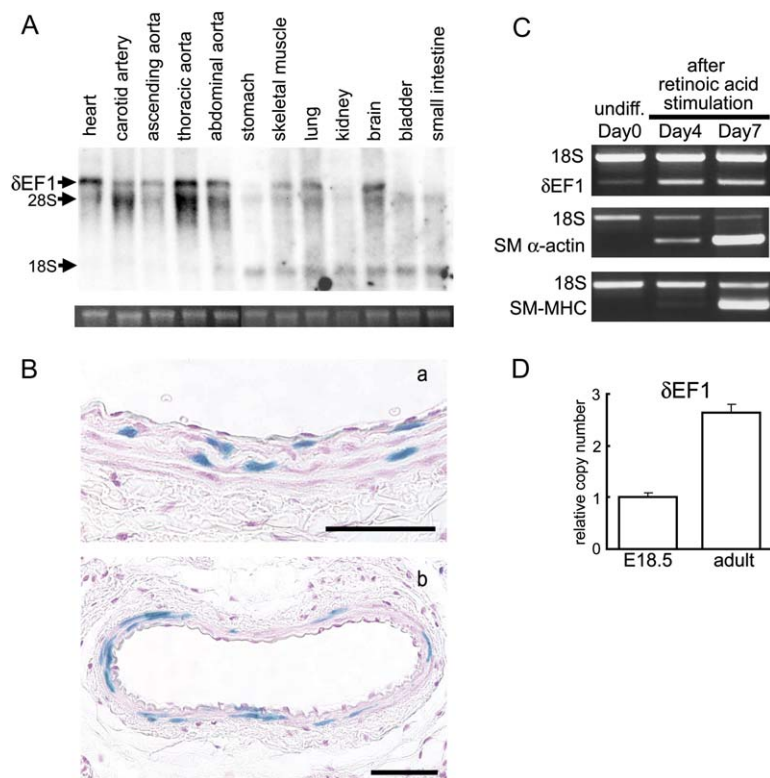 A
heart
carotid artery
ascending aorta
thoracic aorta
abdominal aorta
stomach
skeletal muscle
lung
kidney
brain
bladder
small intestine
δEF1
28S
18S
B
a
b
C
after
retinoic acid
stimulation
undiff.
Day0 Day4 Day7
18S
δEF1
18S
SM α-actin
18S
SM-MHC
D
δEF1
relative copy number
3
2
1
0
E18.5 adult